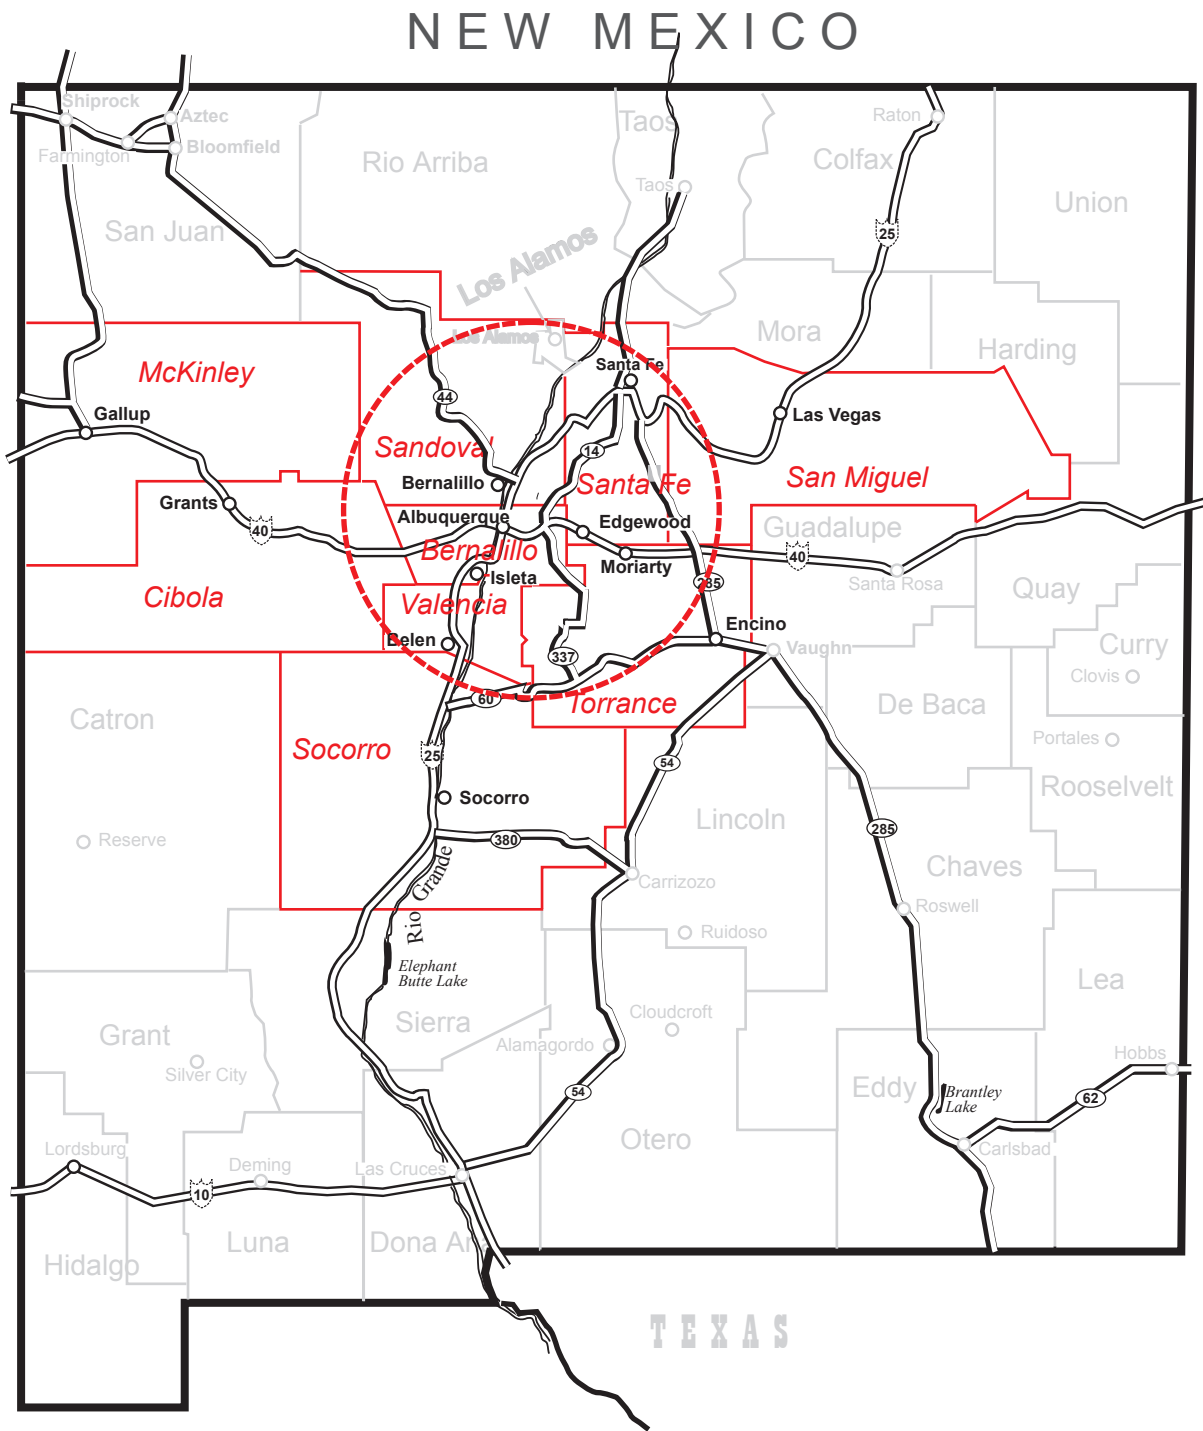 NEW MEXICO
Shiprock
Aztec
Farmington
Bloomfield
Rio Arriba
Taos
Taos
Raton
Colfax
Union
San Juan
25
Los Alamos
Los Alamos
Mora
Harding
McKinley
Santa Fe
44
Gallup
Las Vegas
Sandoval
14
Bernalillo
Santa Fe
San Miguel
Grants
40
Albuquerque
Edgewood
Guadalupe
Bernalillo
Moriarty
40
Santa Rosa
Isleta
285
Quay
Cibola
Valencia
Encino
Belen
Vaughn
Curry
337
Clovis
60
Torrance
De Baca
Catron
Portales
Socorro
25
54
Rooselvelt
Socorro
Lincoln
285
Reserve
380
Rio Grande
Carrizozo
Chaves
Roswell
Ruidoso
Elephant
Butte Lake
Lea
Sierra
Cloudcroft
Grant
Alamagordo
Hobbs
Silver City
54
Eddy
Brantley
Lake
62
Otero
Carlsbad
Lordsburg
Deming
Las Cruces
10
Hidalgo
Luna
Dona Ana
TEXAS